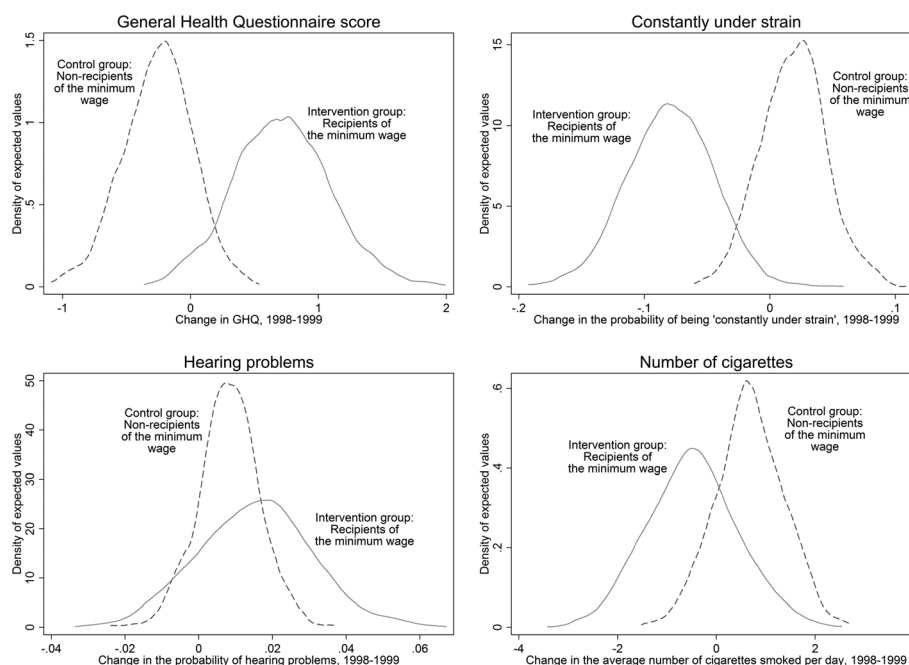 General Health Questionnaire score
Density of expected values
0
.5
1
1.5
Control group:
Non-recipients
of the minimum
wage
Intervention group:
Recipients of
the minimum wage
-1
0
1
2
Change in GHQ, 1998-1999
Constantly under strain
Density of expected values
0
5
10
15
Intervention group:
Recipients of
the minimum wage
Control group:
Non-recipients
of the minimum
wage
-.2
-.1
0
.1
Change in the probability of being 'constantly under strain', 1998-1999
Hearing problems
Density of expected values
0
10
20
30
40
50
Control group:
Non-recipients
of the minimum
wage
Intervention group:
Recipients of
the minimum wage
-.04
-.02
0
.02
.04
.06
Change in the probability of hearing problems, 1998-1999
Number of cigarettes
Density of expected values
0
.2
.4
.6
Intervention group:
Recipients of
the minimum wage
Control group:
Non-recipients
of the minimum
wage
-4
-2
0
2
Change in the average number of cigarettes smoked per day, 1998-1999